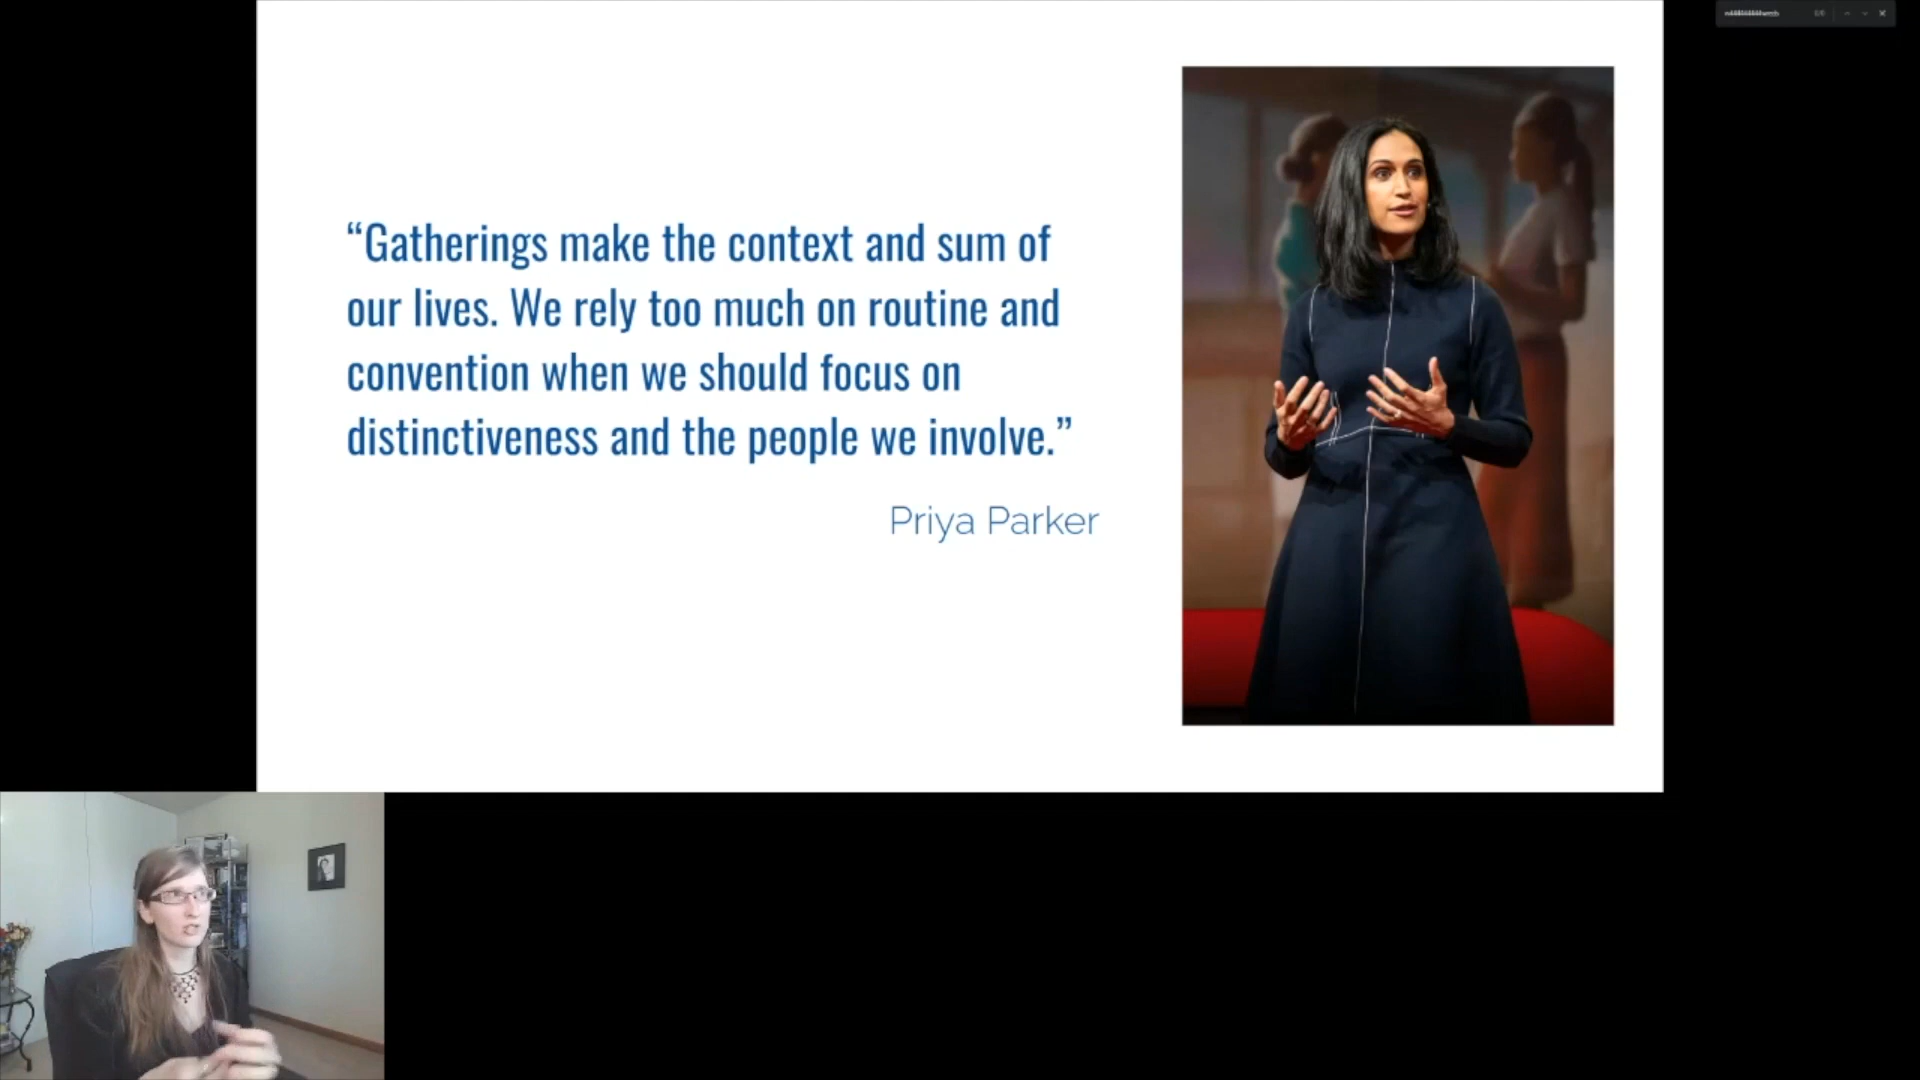 “Gatherings make the context and sum of
our lives. We rely too much on routine and
convention when we should focus on
distinctiveness and the people we involve.”
Priya Parker